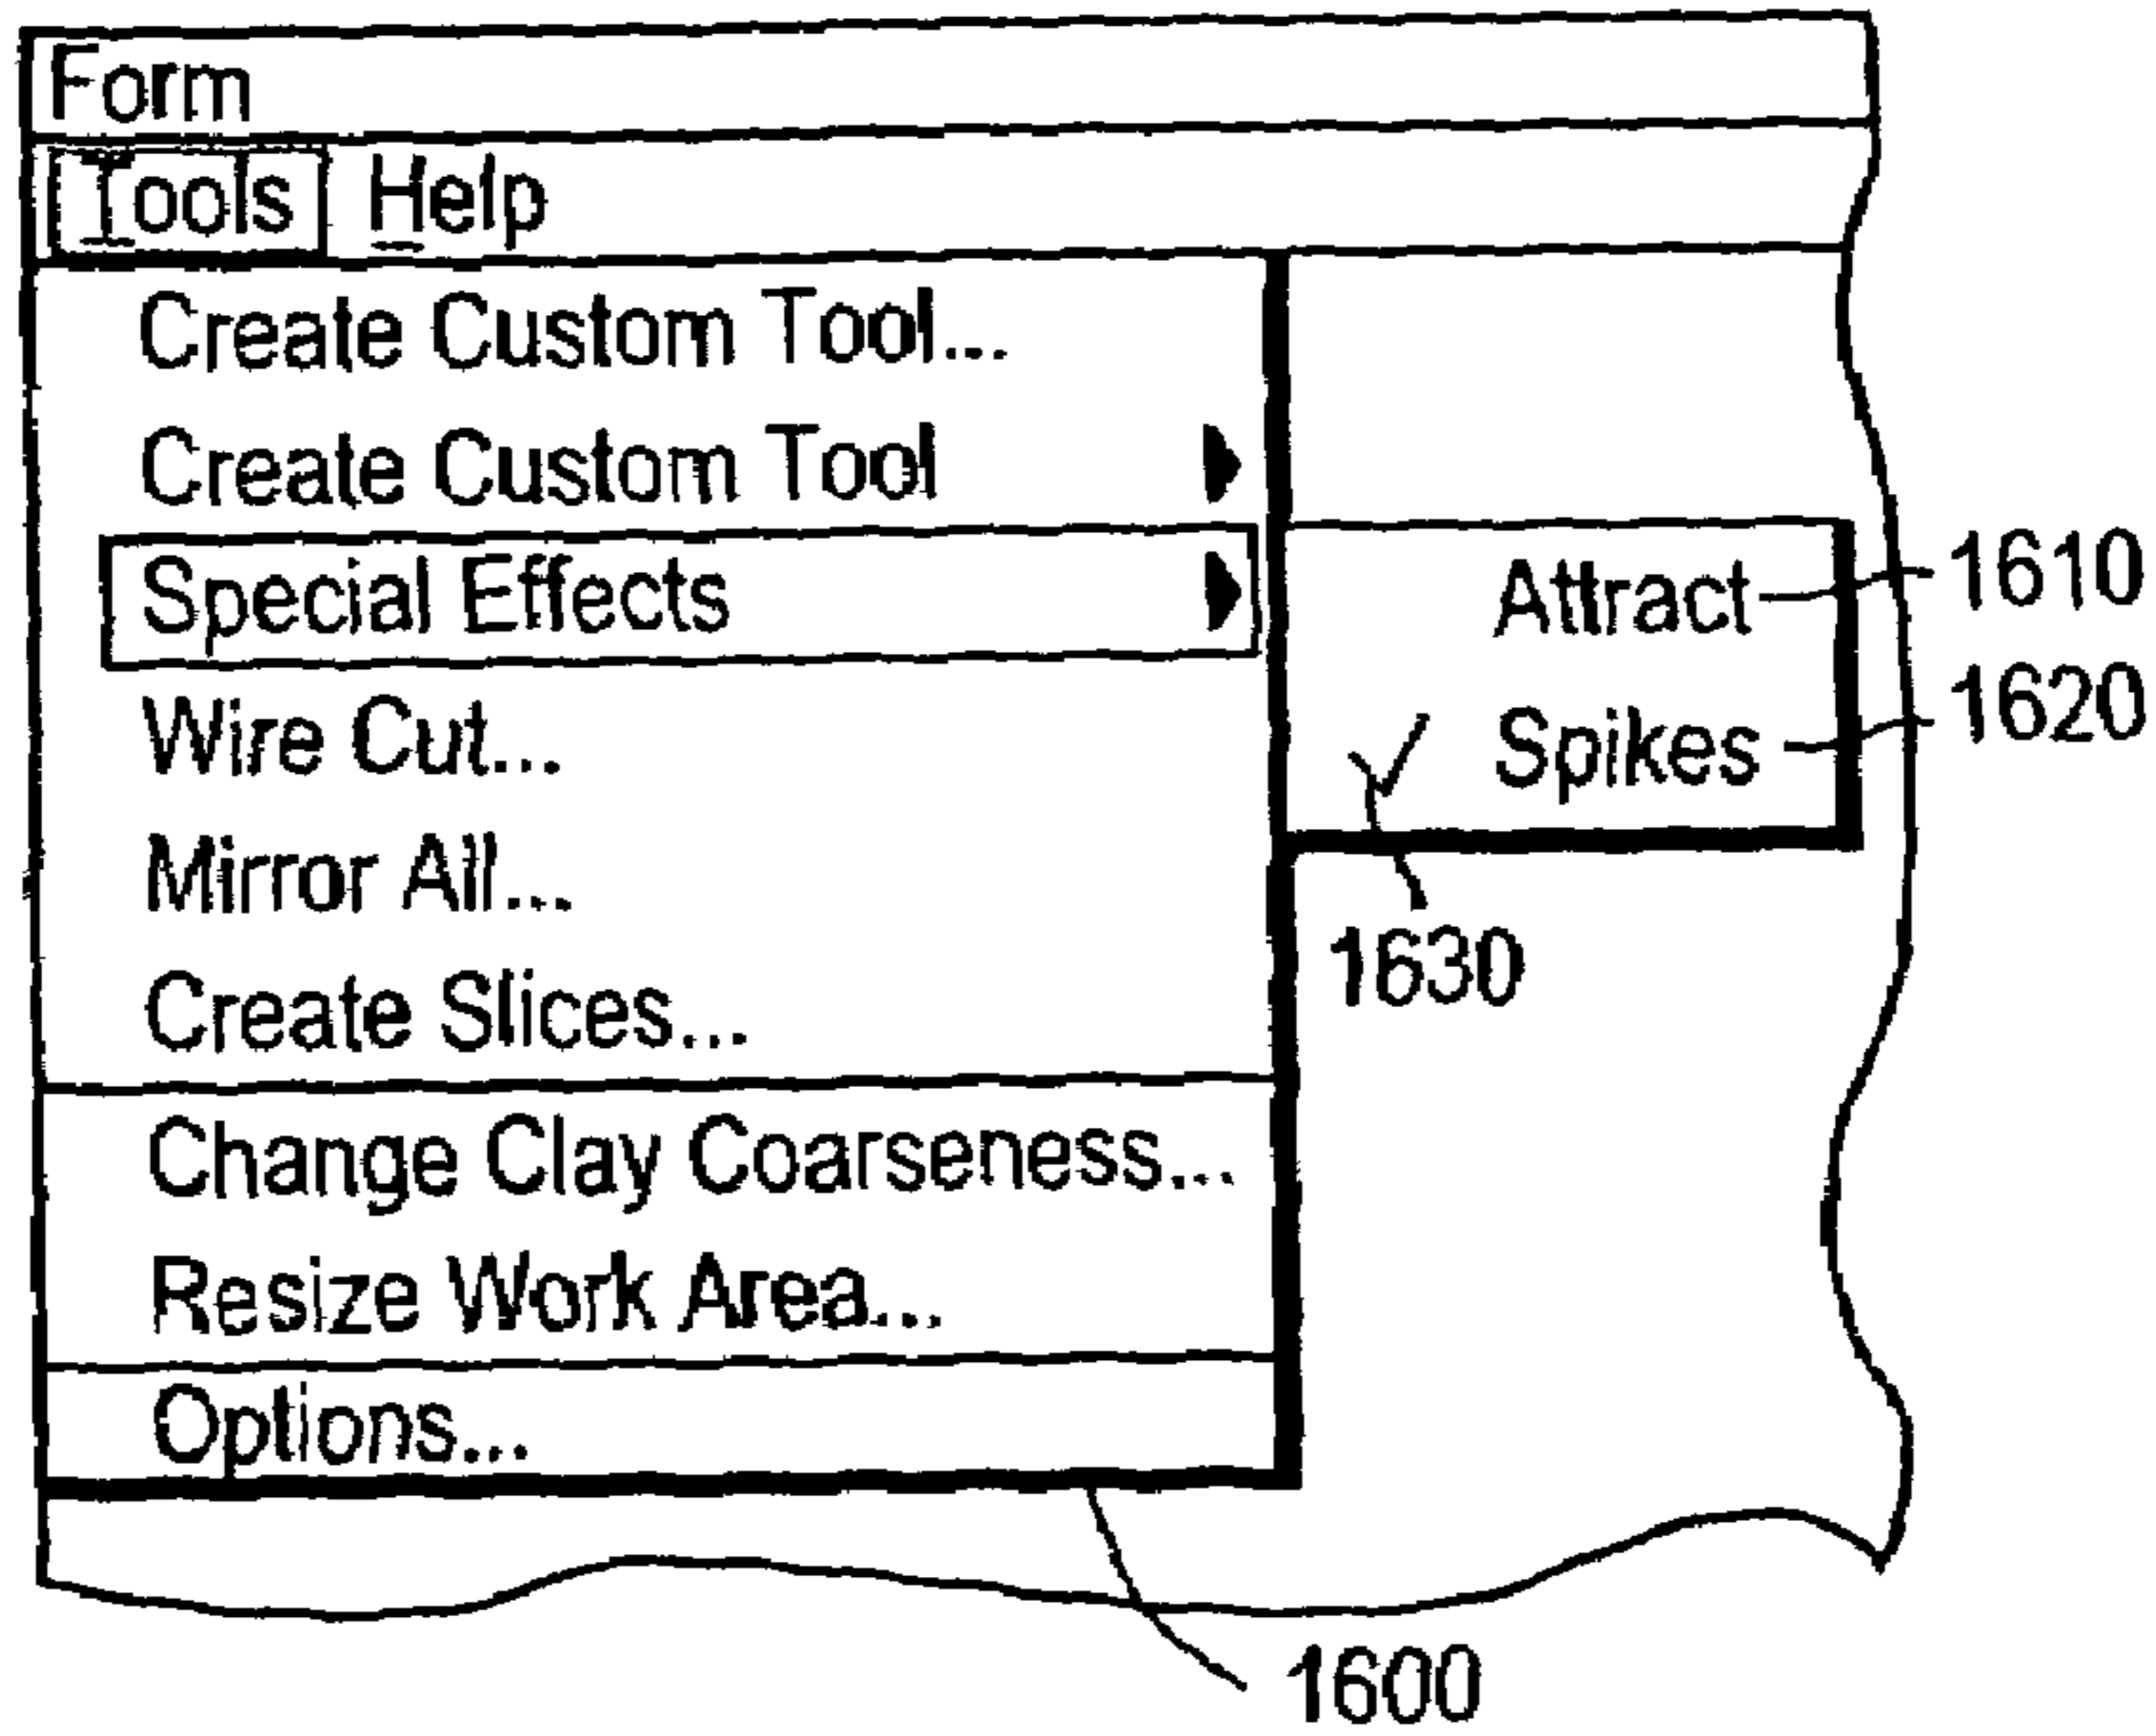 Form
Tools Help
Create Custom Tool...
Create Custom Tool
Special Effects
Attract
1610
Spikes
1620
Wire Cut...
Mirror All...
1630
Create Slices...
Change Clay Coarseness...
Resize Work Area...
Options...
1600